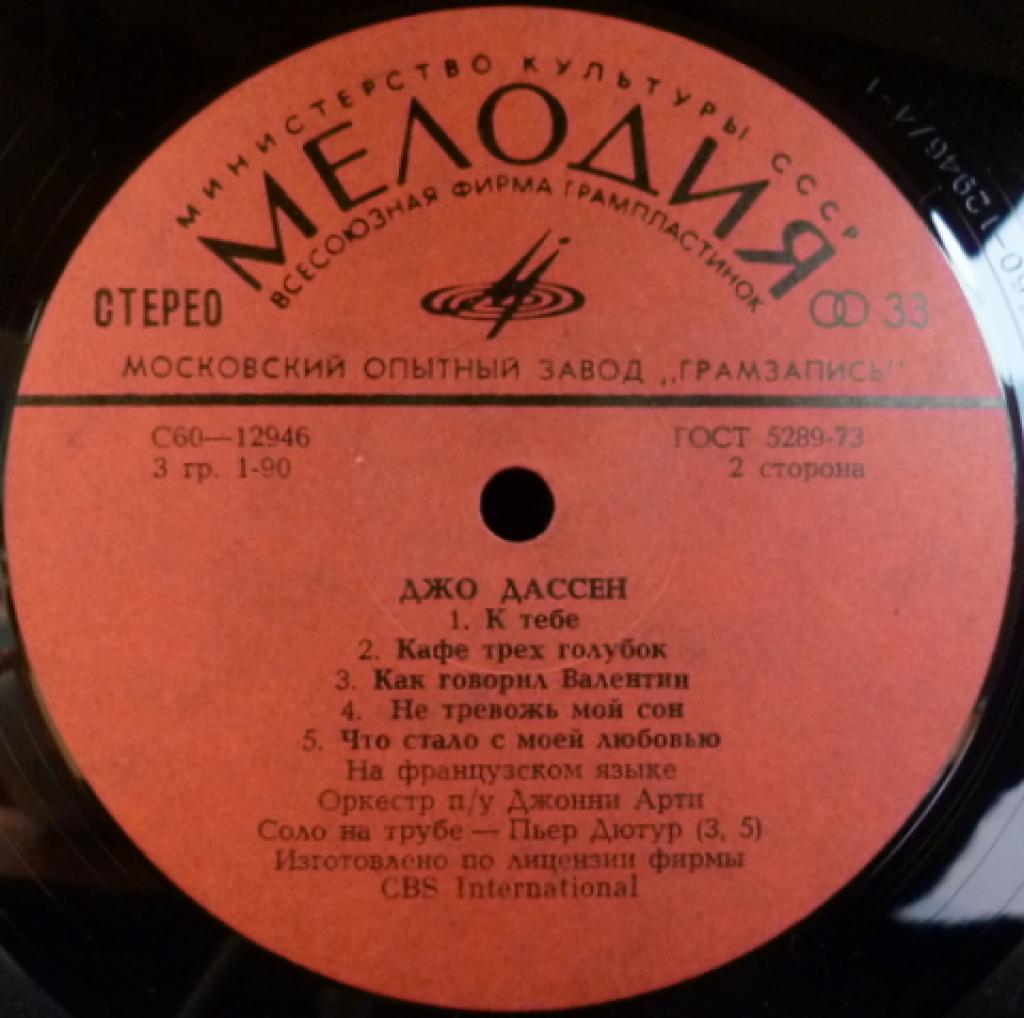 МИНИСТЕРСТВО КУЛЬТУРЫ СССР
МЕЛОДИЯ
ВСЕСОЮЗНАЯ ФИРМА ГРАМПЛАСТИНОК
СТЕРЕО
33
МОСКОВСКИЙ ОПЫТНЫЙ ЗАВОД „ГРАМЗАПИСЬ"
С60—12946
ГОСТ 5289-73
3 гр. 1-90
2 сторона
ДЖО ДАССЕН
1. К тебе
2. Кафе трех голубок
3. Как говорил Валентин
4. Не тревожь мой сон
5. Что стало с моей любовью
На французском языке
Оркестр п/у Джонни Арти
Соло на трубе — Пьер Дютур (3, 5)
Изготовлено по лицензии фирмы
CBS International